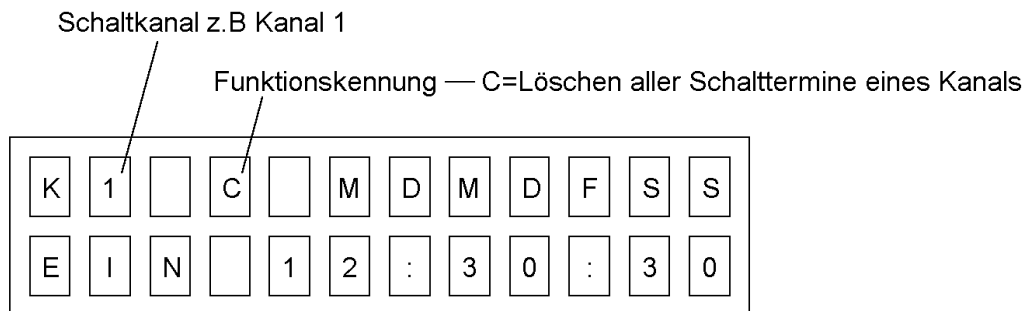 Schaltkanal z.B Kanal 1
Funktionskennung — C=Löschen aller Schalttermine eines Kanals
K 1 C M D M D F S S
E I N 1 2 : 3 0 : 3 0